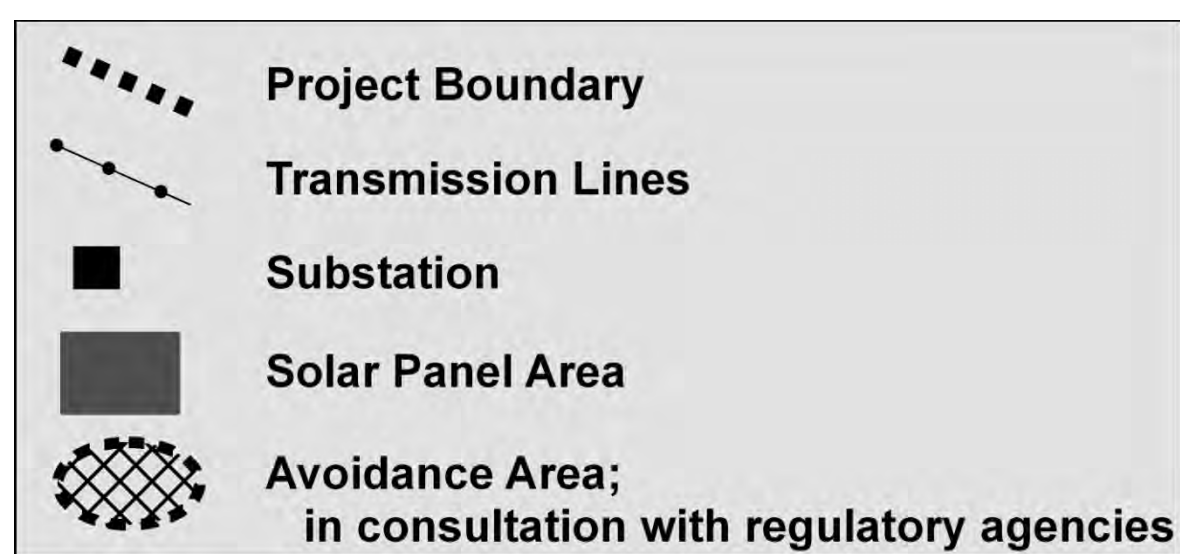 Project Boundary
Transmission Lines
Substation
Solar Panel Area
Avoidance Area;
in consultation with regulatory agencies